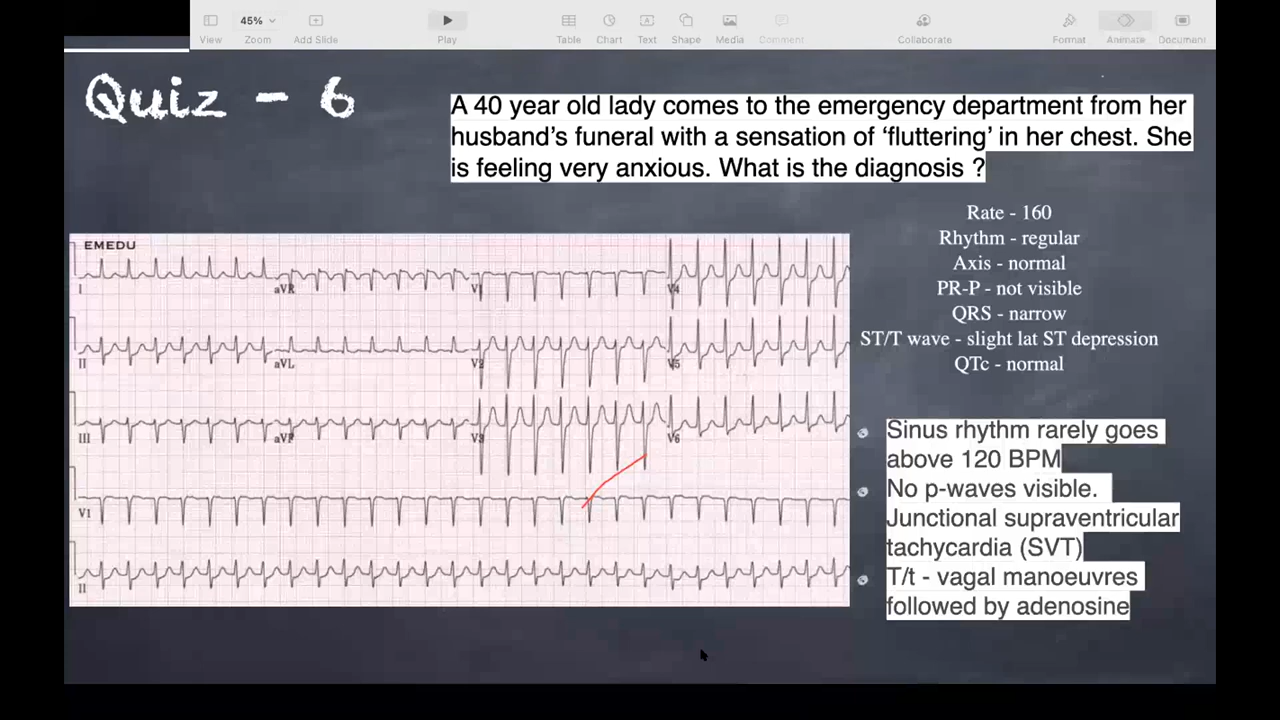 45%
View
Zoom
Add Slide
Play
Table
Chart
Text
Shape
Media
Comment
Collaborate
Format
Animate
Document
Quiz - 6
A 40 year old lady comes to the emergency department from her
husband’s funeral with a sensation of ‘fluttering’ in her chest. She
is feeling very anxious. What is the diagnosis ?
Rate - 160
Rhythm - regular
Axis - normal
PR-P - not visible
QRS - narrow
ST/T wave - slight lat ST depression
QTc - normal
EMEDU
I
aVR
V1
V4
II
aVL
V2
V5
III
aVF
V3
V6
V1
II
Sinus rhythm rarely goes
above 120 BPM
No p-waves visible.
Junctional supraventricular
tachycardia (SVT)
T/t - vagal manoeuvres
followed by adenosine